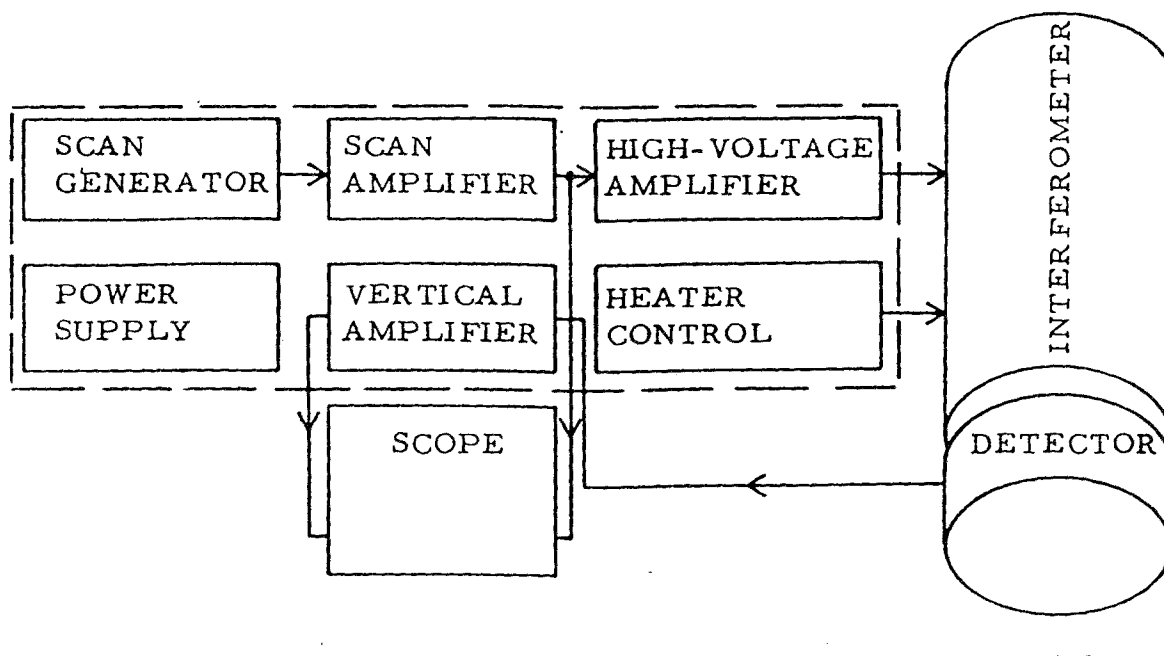 SCAN
GENERATOR
SCAN
AMPLIFIER
HIGH-VOLTAGE
AMPLIFIER
INTERFEROMETER
POWER
SUPPLY
VERTICAL
AMPLIFIER
HEATER
CONTROL
SCOPE
DETECTOR